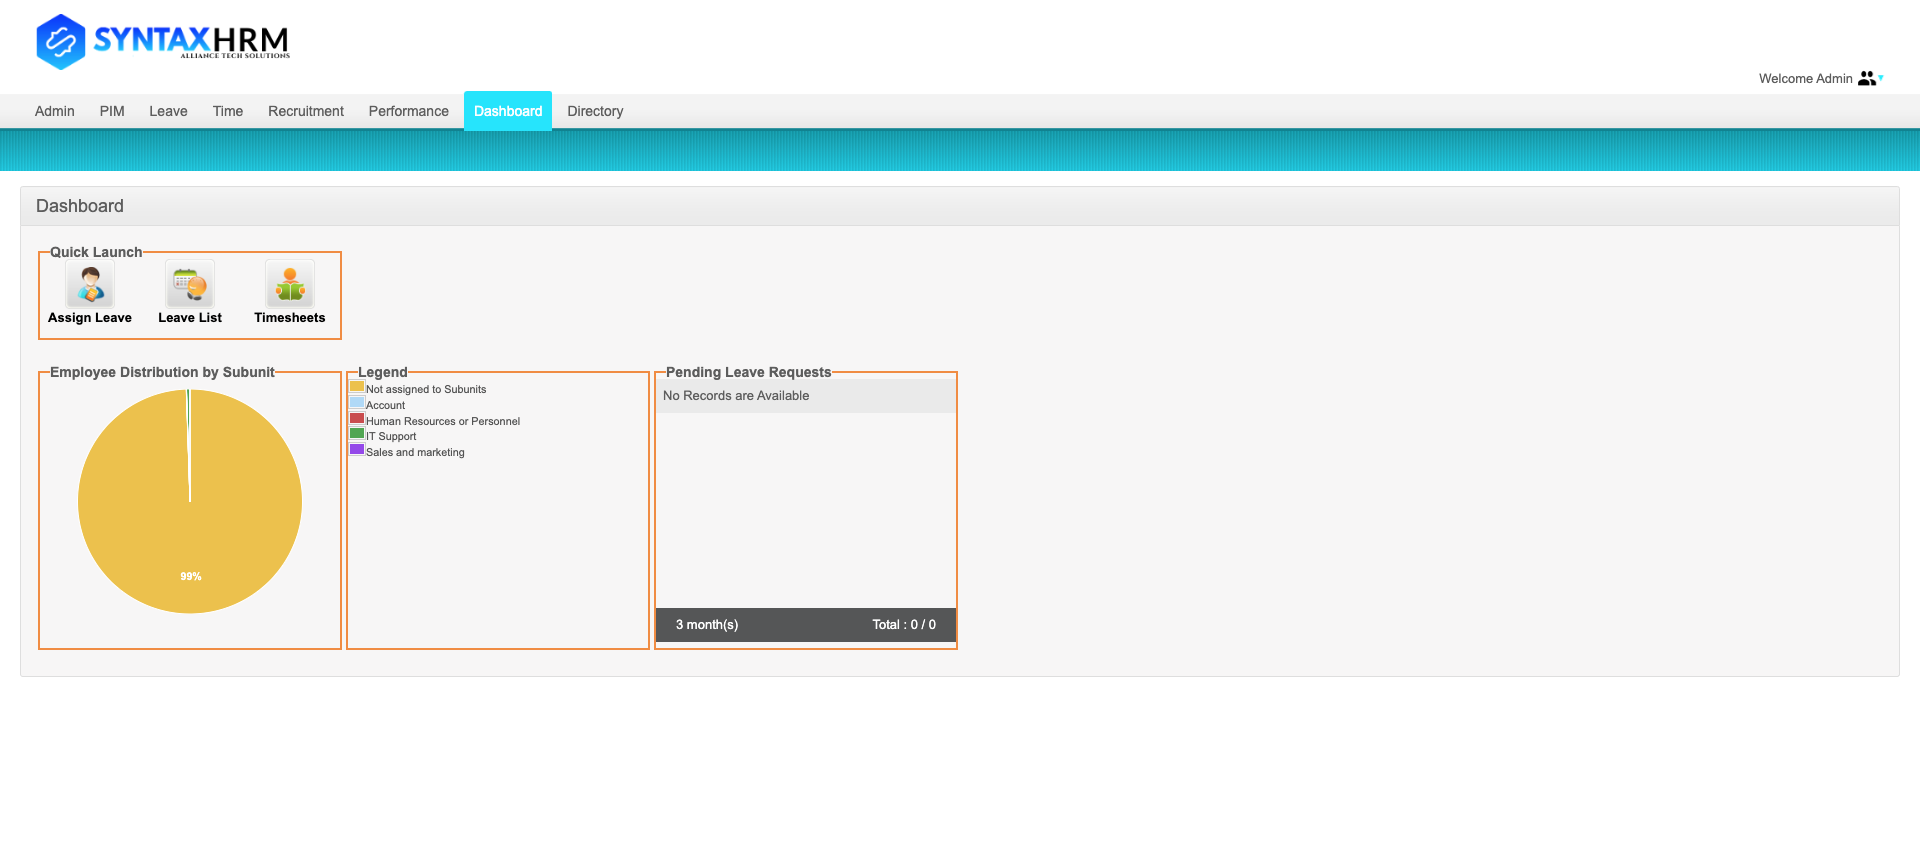 SYNTAXHRM
ALLIANCE TECH SOLUTIONS
Welcome Admin
Admin PIM Leave Time Recruitment Performance Dashboard Directory
Dashboard
Quick Launch
Assign Leave Leave List Timesheets
Employee Distribution by Subunit
99%
Legend
Not assigned to Subunits
Account
Human Resources or Personnel
IT Support
Sales and marketing
Pending Leave Requests
No Records are Available
3 month(s) Total : 0 / 0